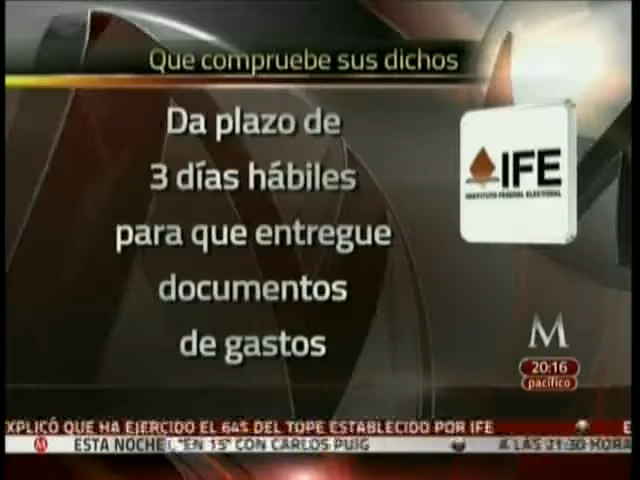 Que compruebe sus dichos
Da plazo de
3 días hábiles
para que entregue
documentos
de gastos
IFE
INSTITUTO FEDERAL ELECTORAL
M
20:16
pacífico
XPLICÓ QUE HA EJERCIDO EL 64% DEL TOPE ESTABLECIDO POR IFE
E
M ESTA NOCHE, "EN 15" CON CARLOS PUIG
A LAS 21:30 HORA